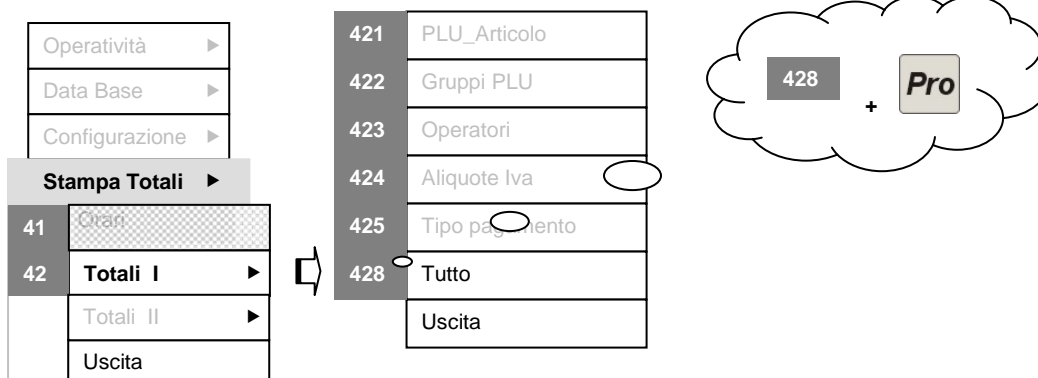 Operatività
Data Base
Configurazione
Stampa Totali
41 Orari
42 Totali I
Totali II
Uscita
421 PLU_Articolo
422 Gruppi PLU
423 Operatori
424 Aliquote Iva
425 Tipo pagamento
428 Tutto
Uscita
428 + Pro